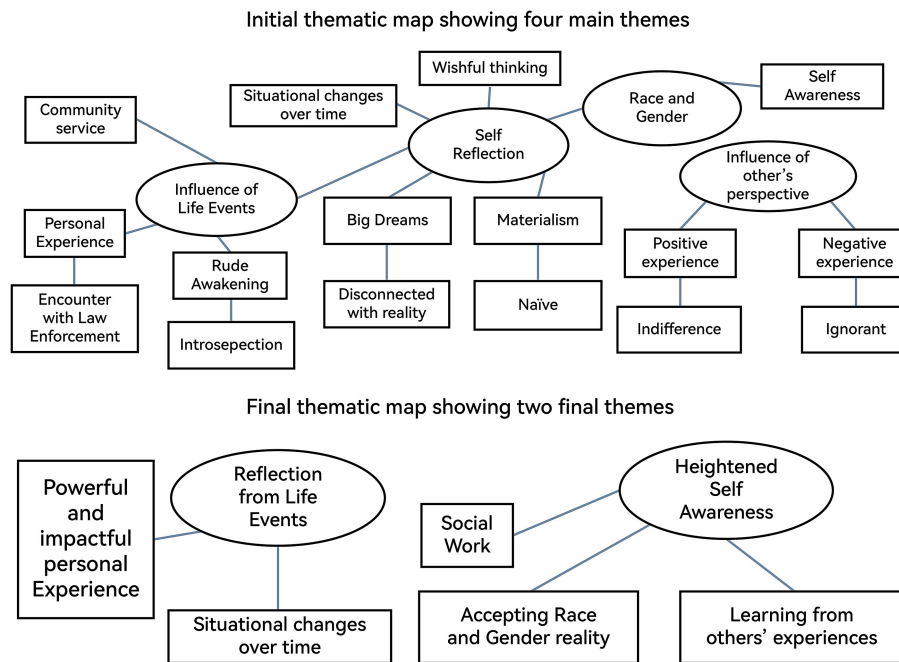 Initial thematic map showing four main themes
Wishful thinking
Self
Awareness
Situational changes
over time
Race and
Gender
Community
service
Self
Reflection
Influence of
other's
perspective
Influence of
Life Events
Personal
Experience
Big Dreams
Materialism
Positive
experience
Negative
experience
Rude
Awakening
Encounter
with Law
Enforcement
Disconnected
with reality
Naïve
Introsepection
Indifference
Ignorant
Final thematic map showing two final themes
Powerful
and
impactful
personal
Experience
Reflection
from Life
Events
Heightened
Self
Awareness
Social
Work
Situational changes
over time
Accepting Race
and Gender reality
Learning from
others' experiences